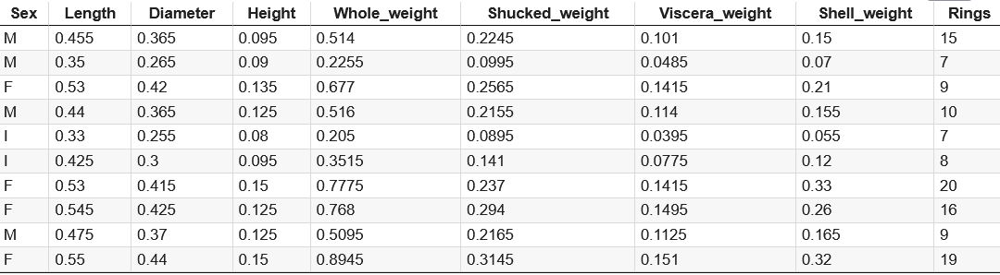 Sex Length Diameter Height Whole_weight Shucked_weight Viscera_weight Shell_weight Rings
M 0.455 0.365 0.095 0.514 0.2245 0.101 0.15 15
M 0.35 0.265 0.09 0.2255 0.0995 0.0485 0.07 7
F 0.53 0.42 0.135 0.677 0.2565 0.1415 0.21 9
M 0.44 0.365 0.125 0.516 0.2155 0.114 0.155 10
I 0.33 0.255 0.08 0.205 0.0895 0.0395 0.055 7
I 0.425 0.3 0.095 0.3515 0.141 0.0775 0.12 8
F 0.53 0.415 0.15 0.7775 0.237 0.1415 0.33 20
F 0.545 0.425 0.125 0.768 0.294 0.1495 0.26 16
M 0.475 0.37 0.125 0.5095 0.2165 0.1125 0.165 9
F 0.55 0.44 0.15 0.8945 0.3145 0.151 0.32 19